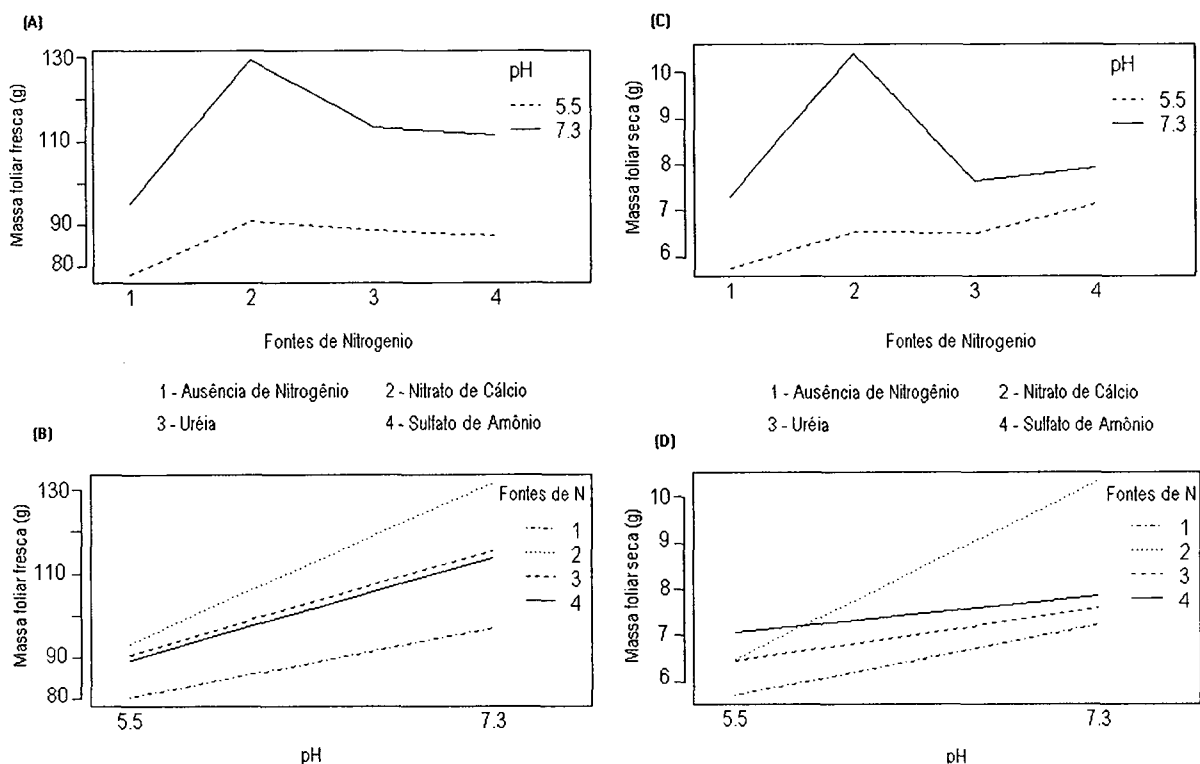 (A)
Massa foliar fresca (g)
130
110
90
80
1 2 3 4
Fontes de Nitrogenio
pH
5.5
7.3
1 - Ausência de Nitrogênio 2 - Nitrato de Cálcio
3 - Uréia 4 - Sulfato de Amônio
(C)
Massa foliar seca (g)
10
9
8
7
6
1 2 3 4
Fontes de Nitrogenio
pH
5.5
7.3
1 - Ausência de Nitrogênio 2 - Nitrato de Cálcio
3 - Uréia 4 - Sulfato de Amônio
(B)
Massa foliar fresca (g)
130
110
90
80
5.5 7.3
pH
Fontes de N
1
2
3
4
(D)
Massa foliar seca (g)
10
9
8
7
6
5.5 7.3
pH
Fontes de N
1
2
3
4